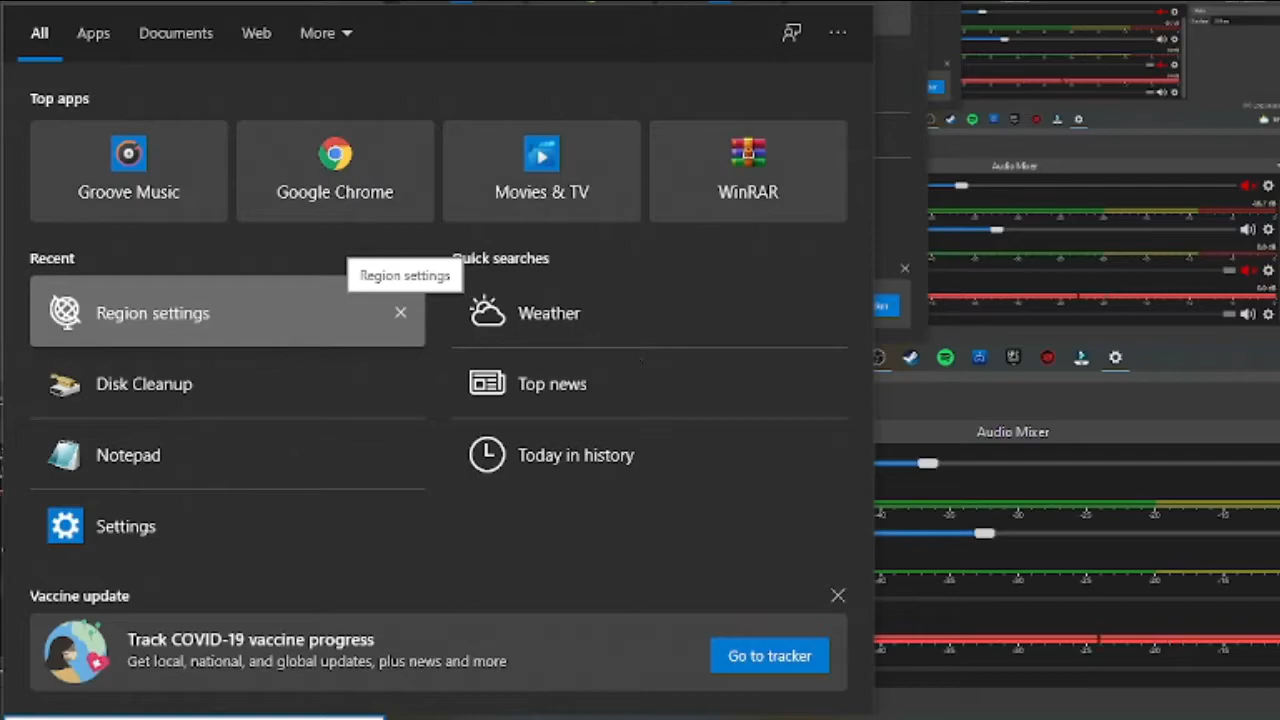 All
Apps
Documents
Web
More
Top apps
Groove Music
Google Chrome
Movies & TV
WinRAR
Recent
Quick searches
Region settings
Region settings
Weather
Disk Cleanup
Top news
Notepad
Today in history
Settings
Vaccine update
Track COVID-19 vaccine progress
Get local, national, and global updates, plus news and more
Go to tracker
Audio Mixer
Audio Mixer